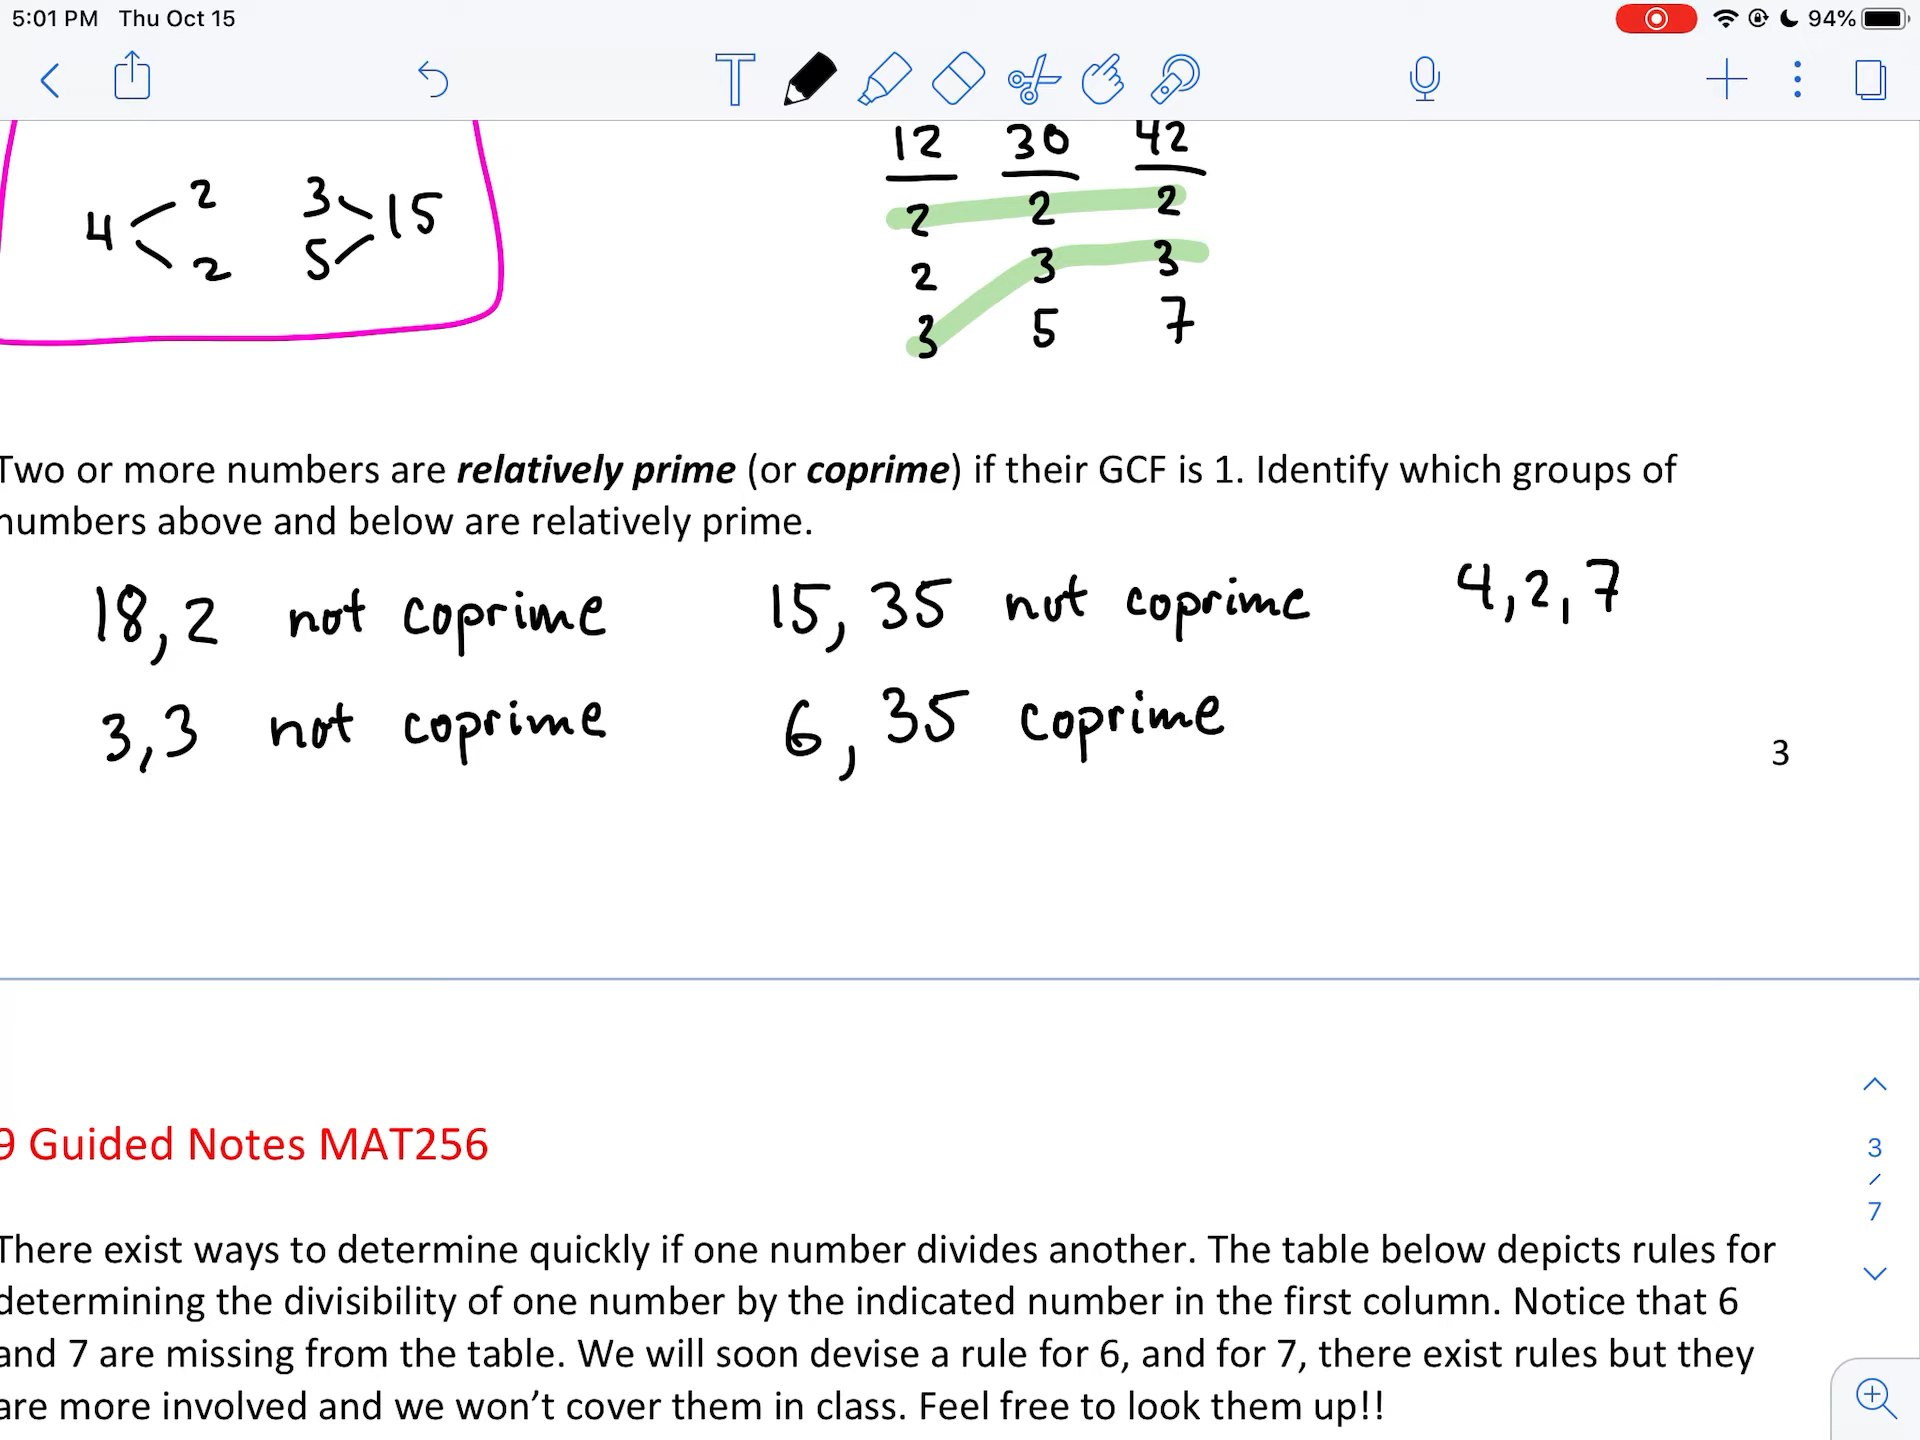 5:01 PM Thu Oct 15 94%
T
12 30 42
4 2 2 3 5 15
2 2 2
2 3 3
3 5 7
Two or more numbers are relatively prime (or coprime) if their GCF is 1. Identify which groups of
numbers above and below are relatively prime.
18, 2 not coprime 15, 35 not coprime 4, 2, 7
3, 3 not coprime 6, 35 coprime
3
9 Guided Notes MAT256
3
/
7
There exist ways to determine quickly if one number divides another. The table below depicts rules for
determining the divisibility of one number by the indicated number in the first column. Notice that 6
and 7 are missing from the table. We will soon devise a rule for 6, and for 7, there exist rules but they
are more involved and we won't cover them in class. Feel free to look them up!!